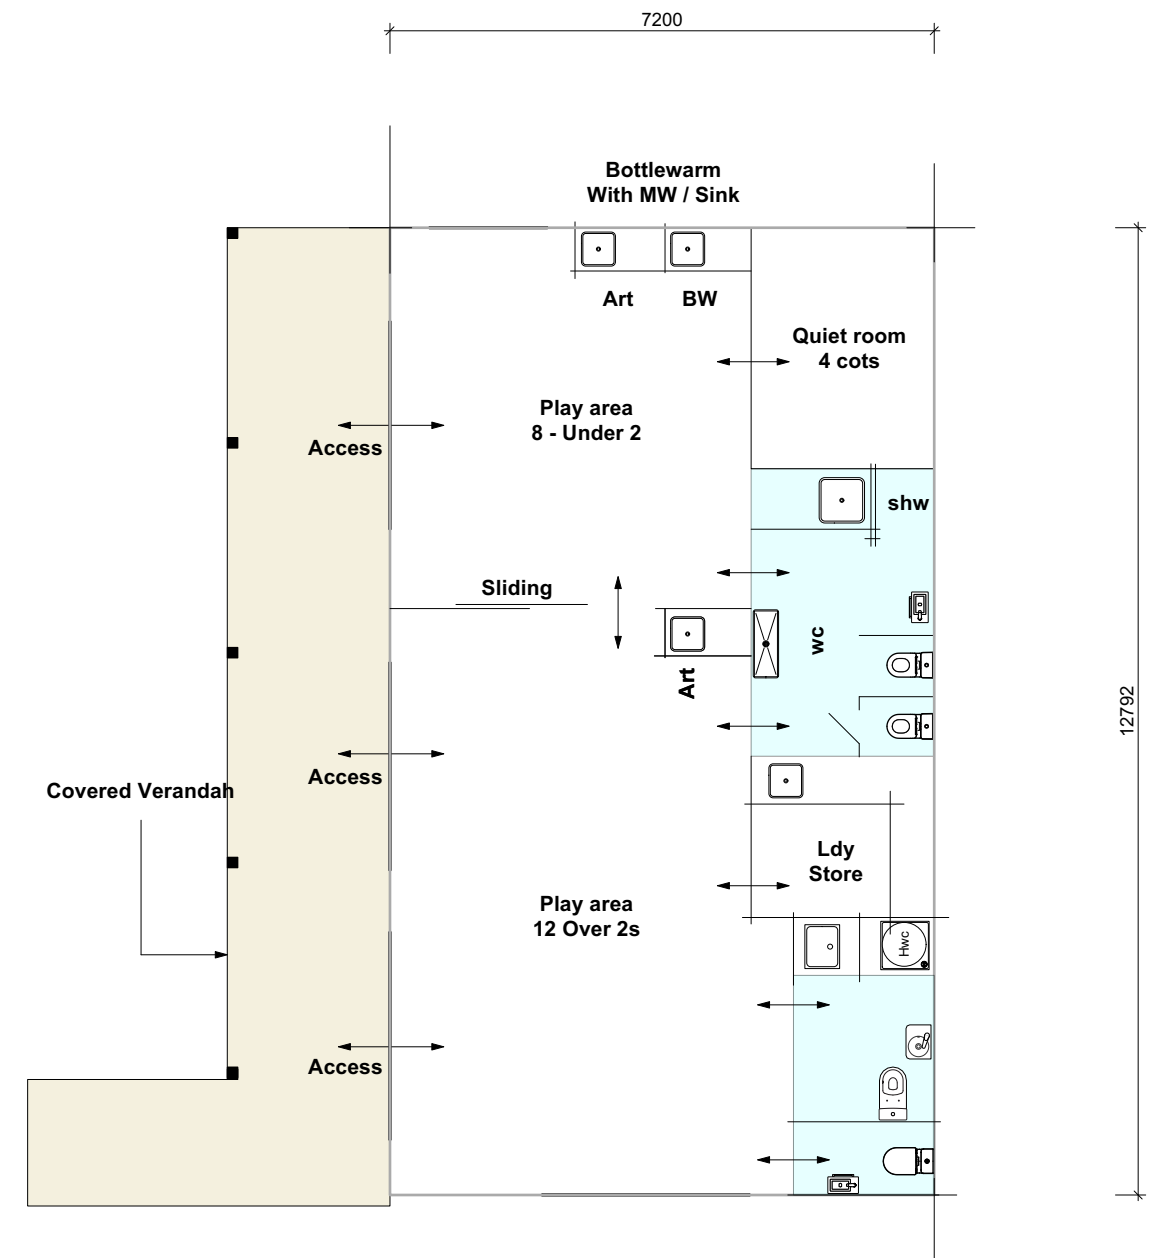 7200
Bottlewarm
With MW / Sink
Art
BW
Quiet room
4 cots
Play area
8 - Under 2
Access
shw
Sliding
wc
Art
12792
Access
Covered Verandah
Ldy
Store
Play area
12 Over 2s
Hwc
Access